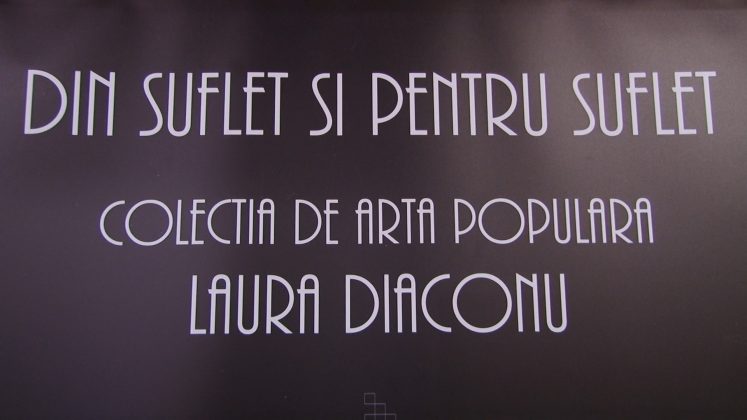 DIN SUFLET SI PENTRU SUFLET
COLECTIA DE ARTA POPULARA
LAURA DIACONU